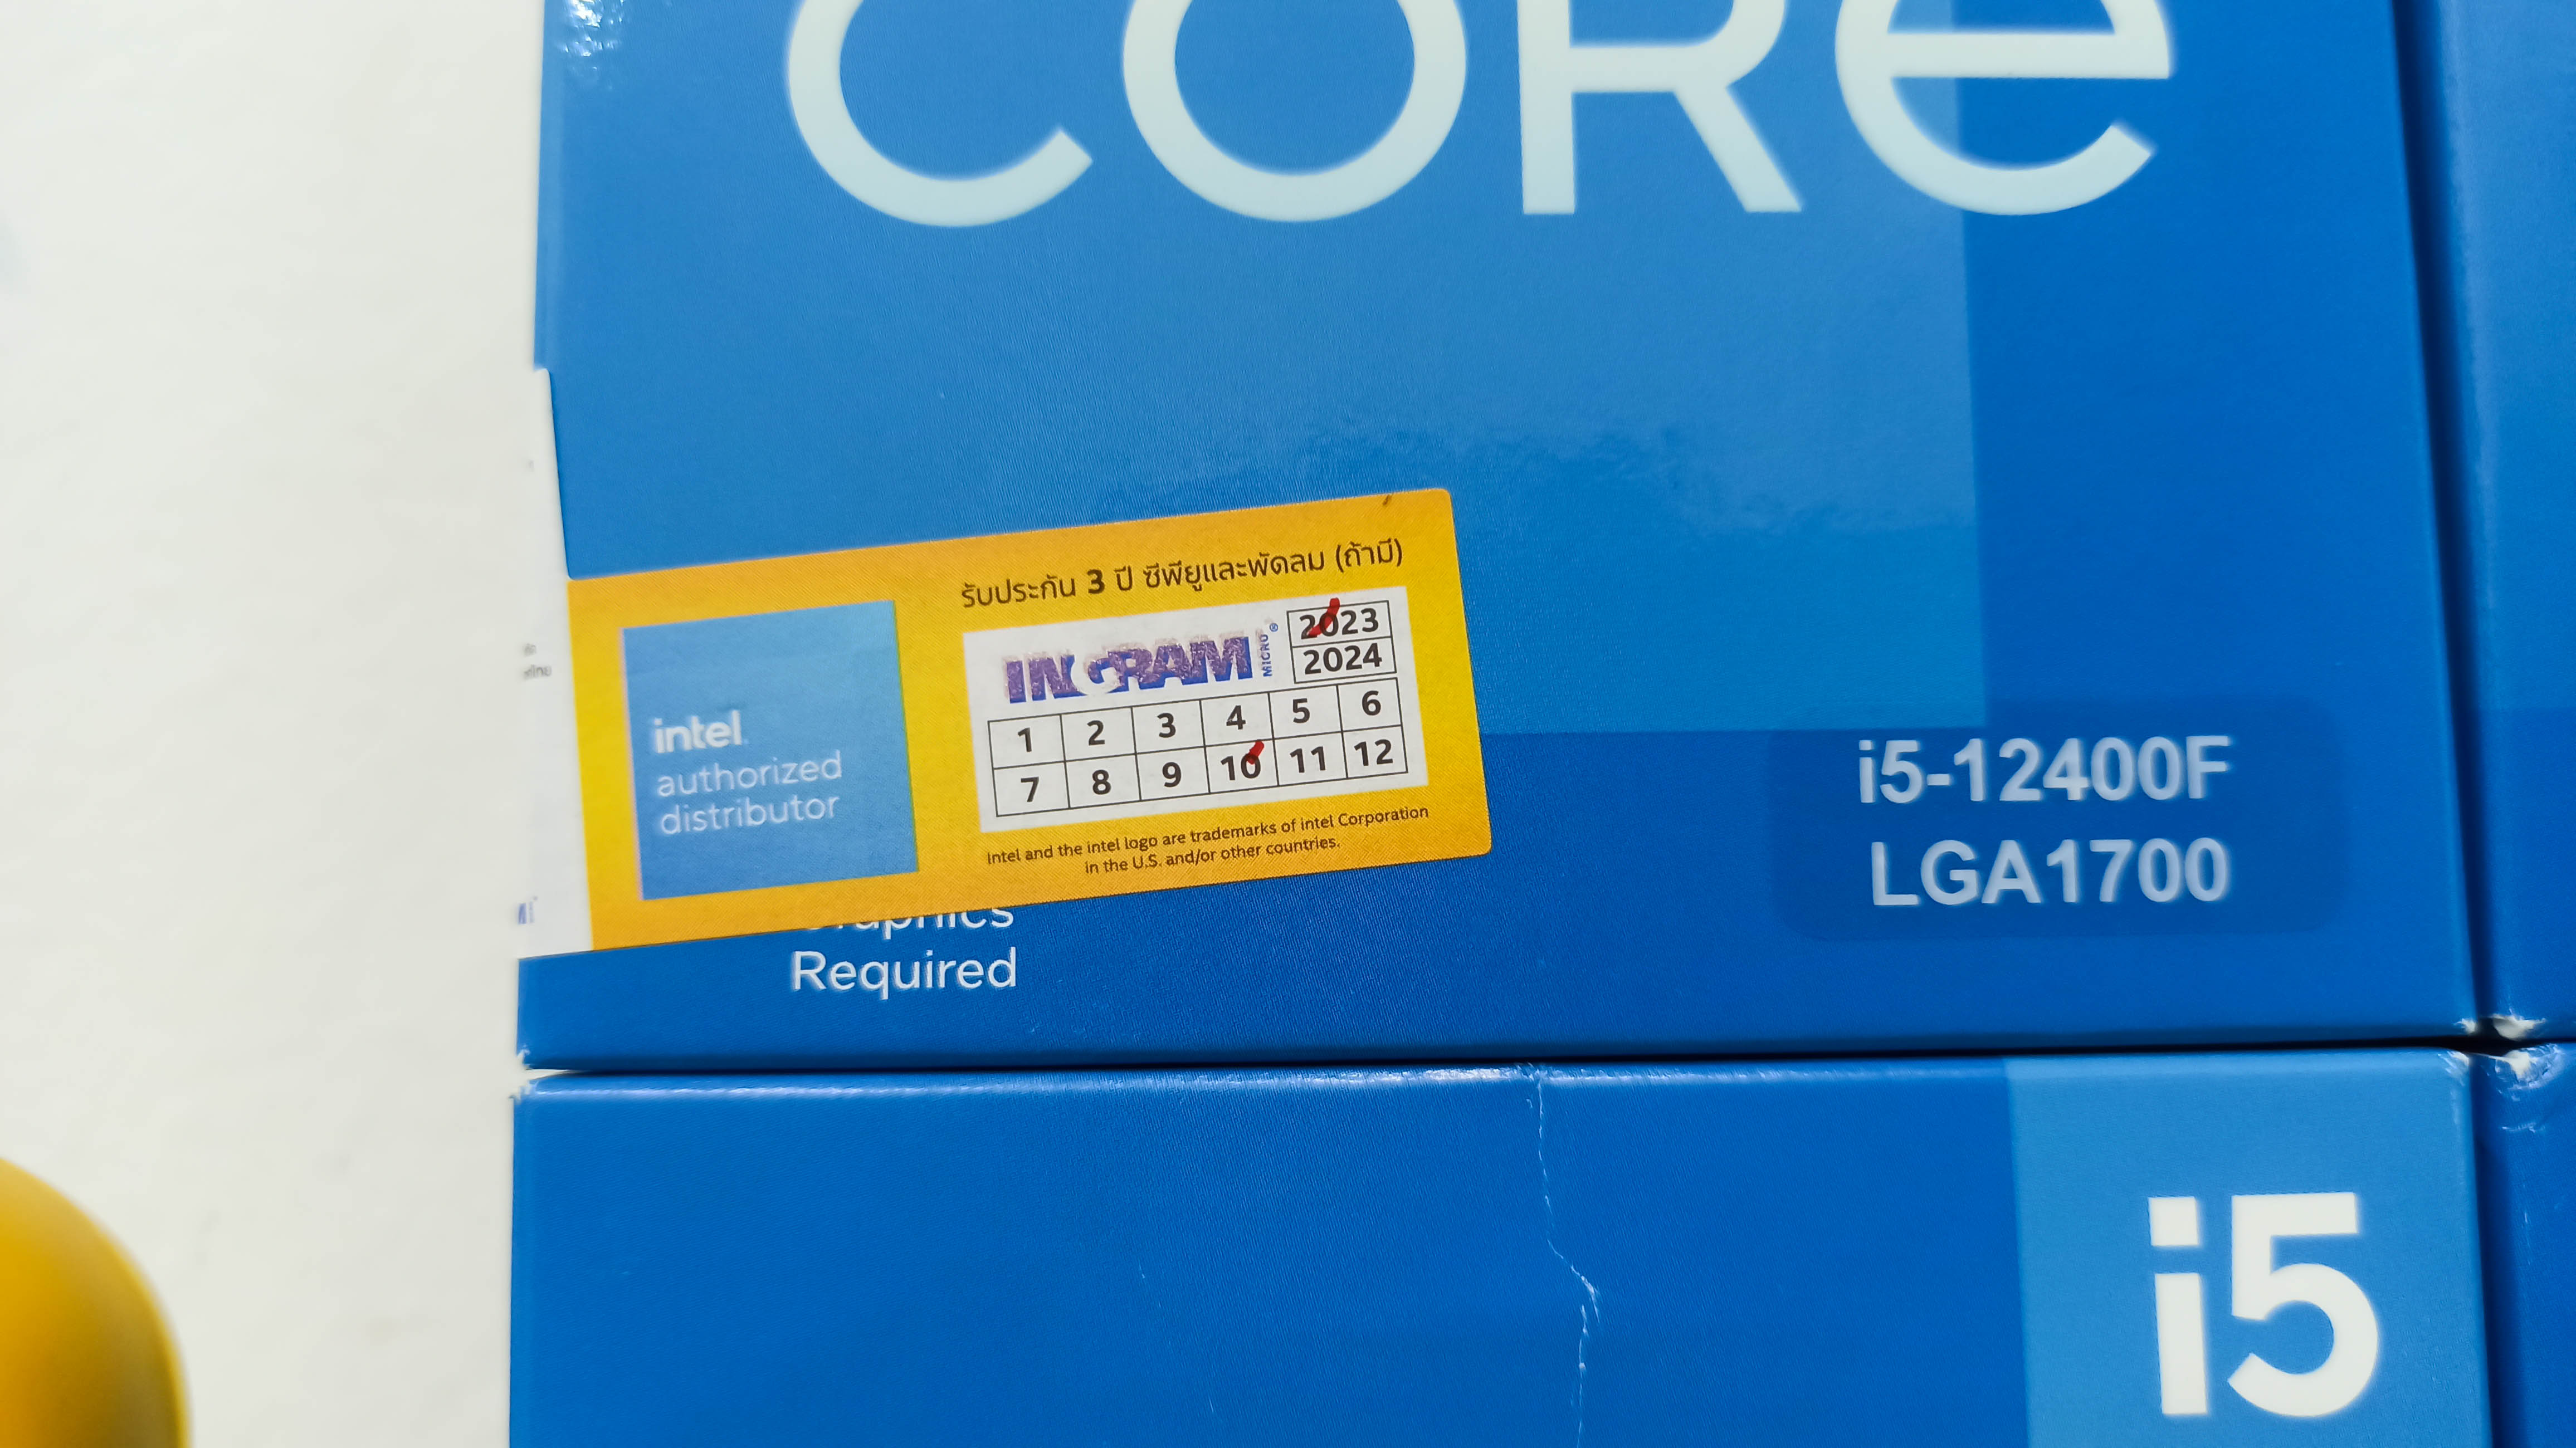 CORe
รับประกัน 3 ปี ซีพียูและพัดลม (ถ้ามี)
INGRAM MICRO®
2023
2024
1 2 3 4 5 6
7 8 9 10 11 12
intel
authorized
distributor
Intel and the intel logo are trademarks of intel Corporation
in the U.S. and/or other countries.
i5-12400F
LGA1700
Graphics
Required
i5